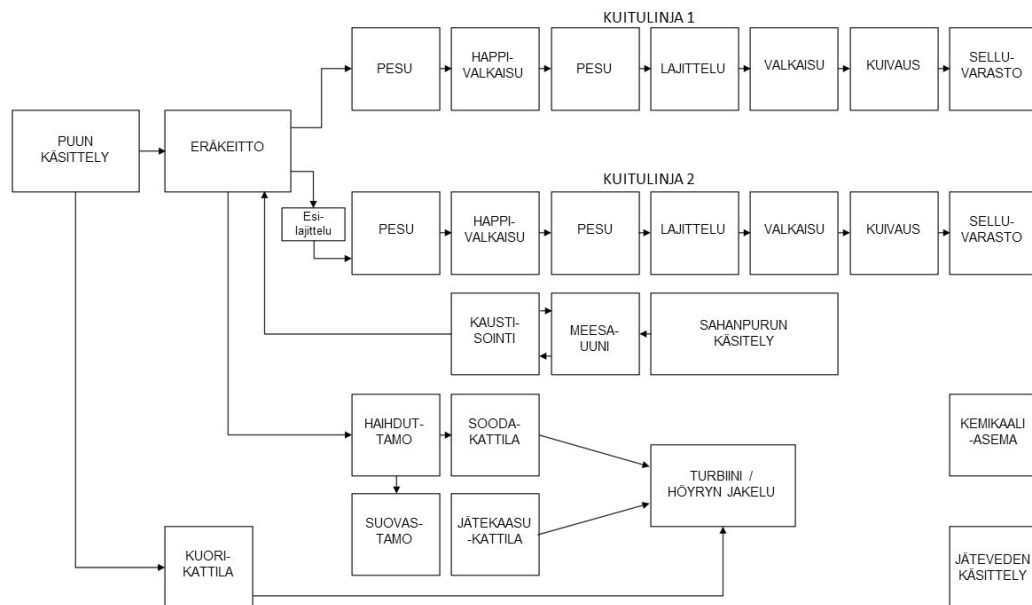 KUITULINJA 1
PESU
HAPPI-
VALKAISU
PESU
LAJITTELU
VALKAISU
KUIVAUS
SELLU-
VARASTO
PUUN
KÄSITTELY
ERÄKEITTO
KUITULINJA 2
Esi-
lajittelu
PESU
HAPPI-
VALKAISU
PESU
LAJITTELU
VALKAISU
KUIVAUS
SELLU-
VARASTO
KAUSTI-
SOINTI
MEESA-
UUNI
SAHANPURUN
KÄSITELY
HAIHDUT-
TAMO
SOODA-
KATTILA
TURBIINI /
HÖYRYN JAKELU
KEMIKAALI
-ASEMA
SUOVAS-
TAMO
JÄTEKAASU
-KATTILA
KUORI-
KATTILA
JÄTEVEDEN
KÄSITTELY